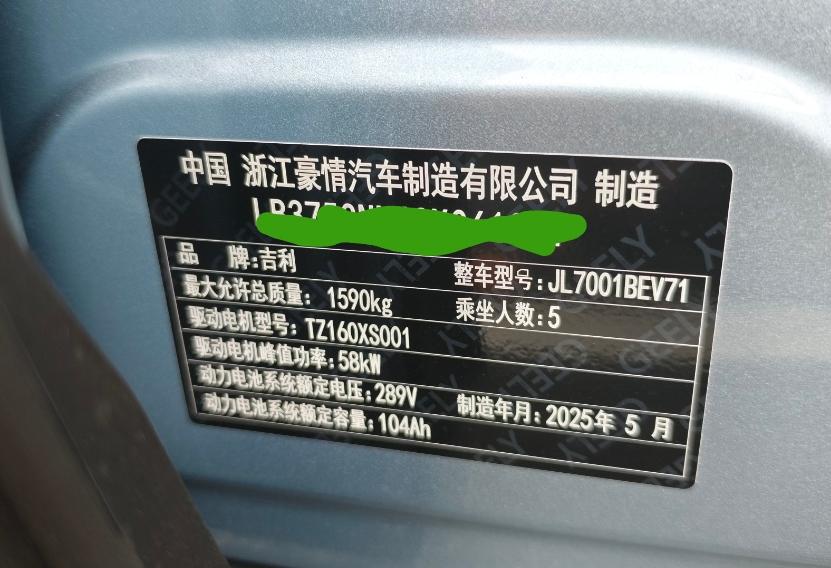 中国 浙江豪情汽车制造有限公司 制造
品 牌:吉利
整车型号:JL7001BEV71
最大允许总质量: 1590kg
乘坐人数:5
驱动电机型号: TZ160XS001
驱动电机峰值功率:58kW
动力电池系统额定电压:289V
制造年月: 2025年 5 月
动力电池系统额定容量:104Ah
GEELY